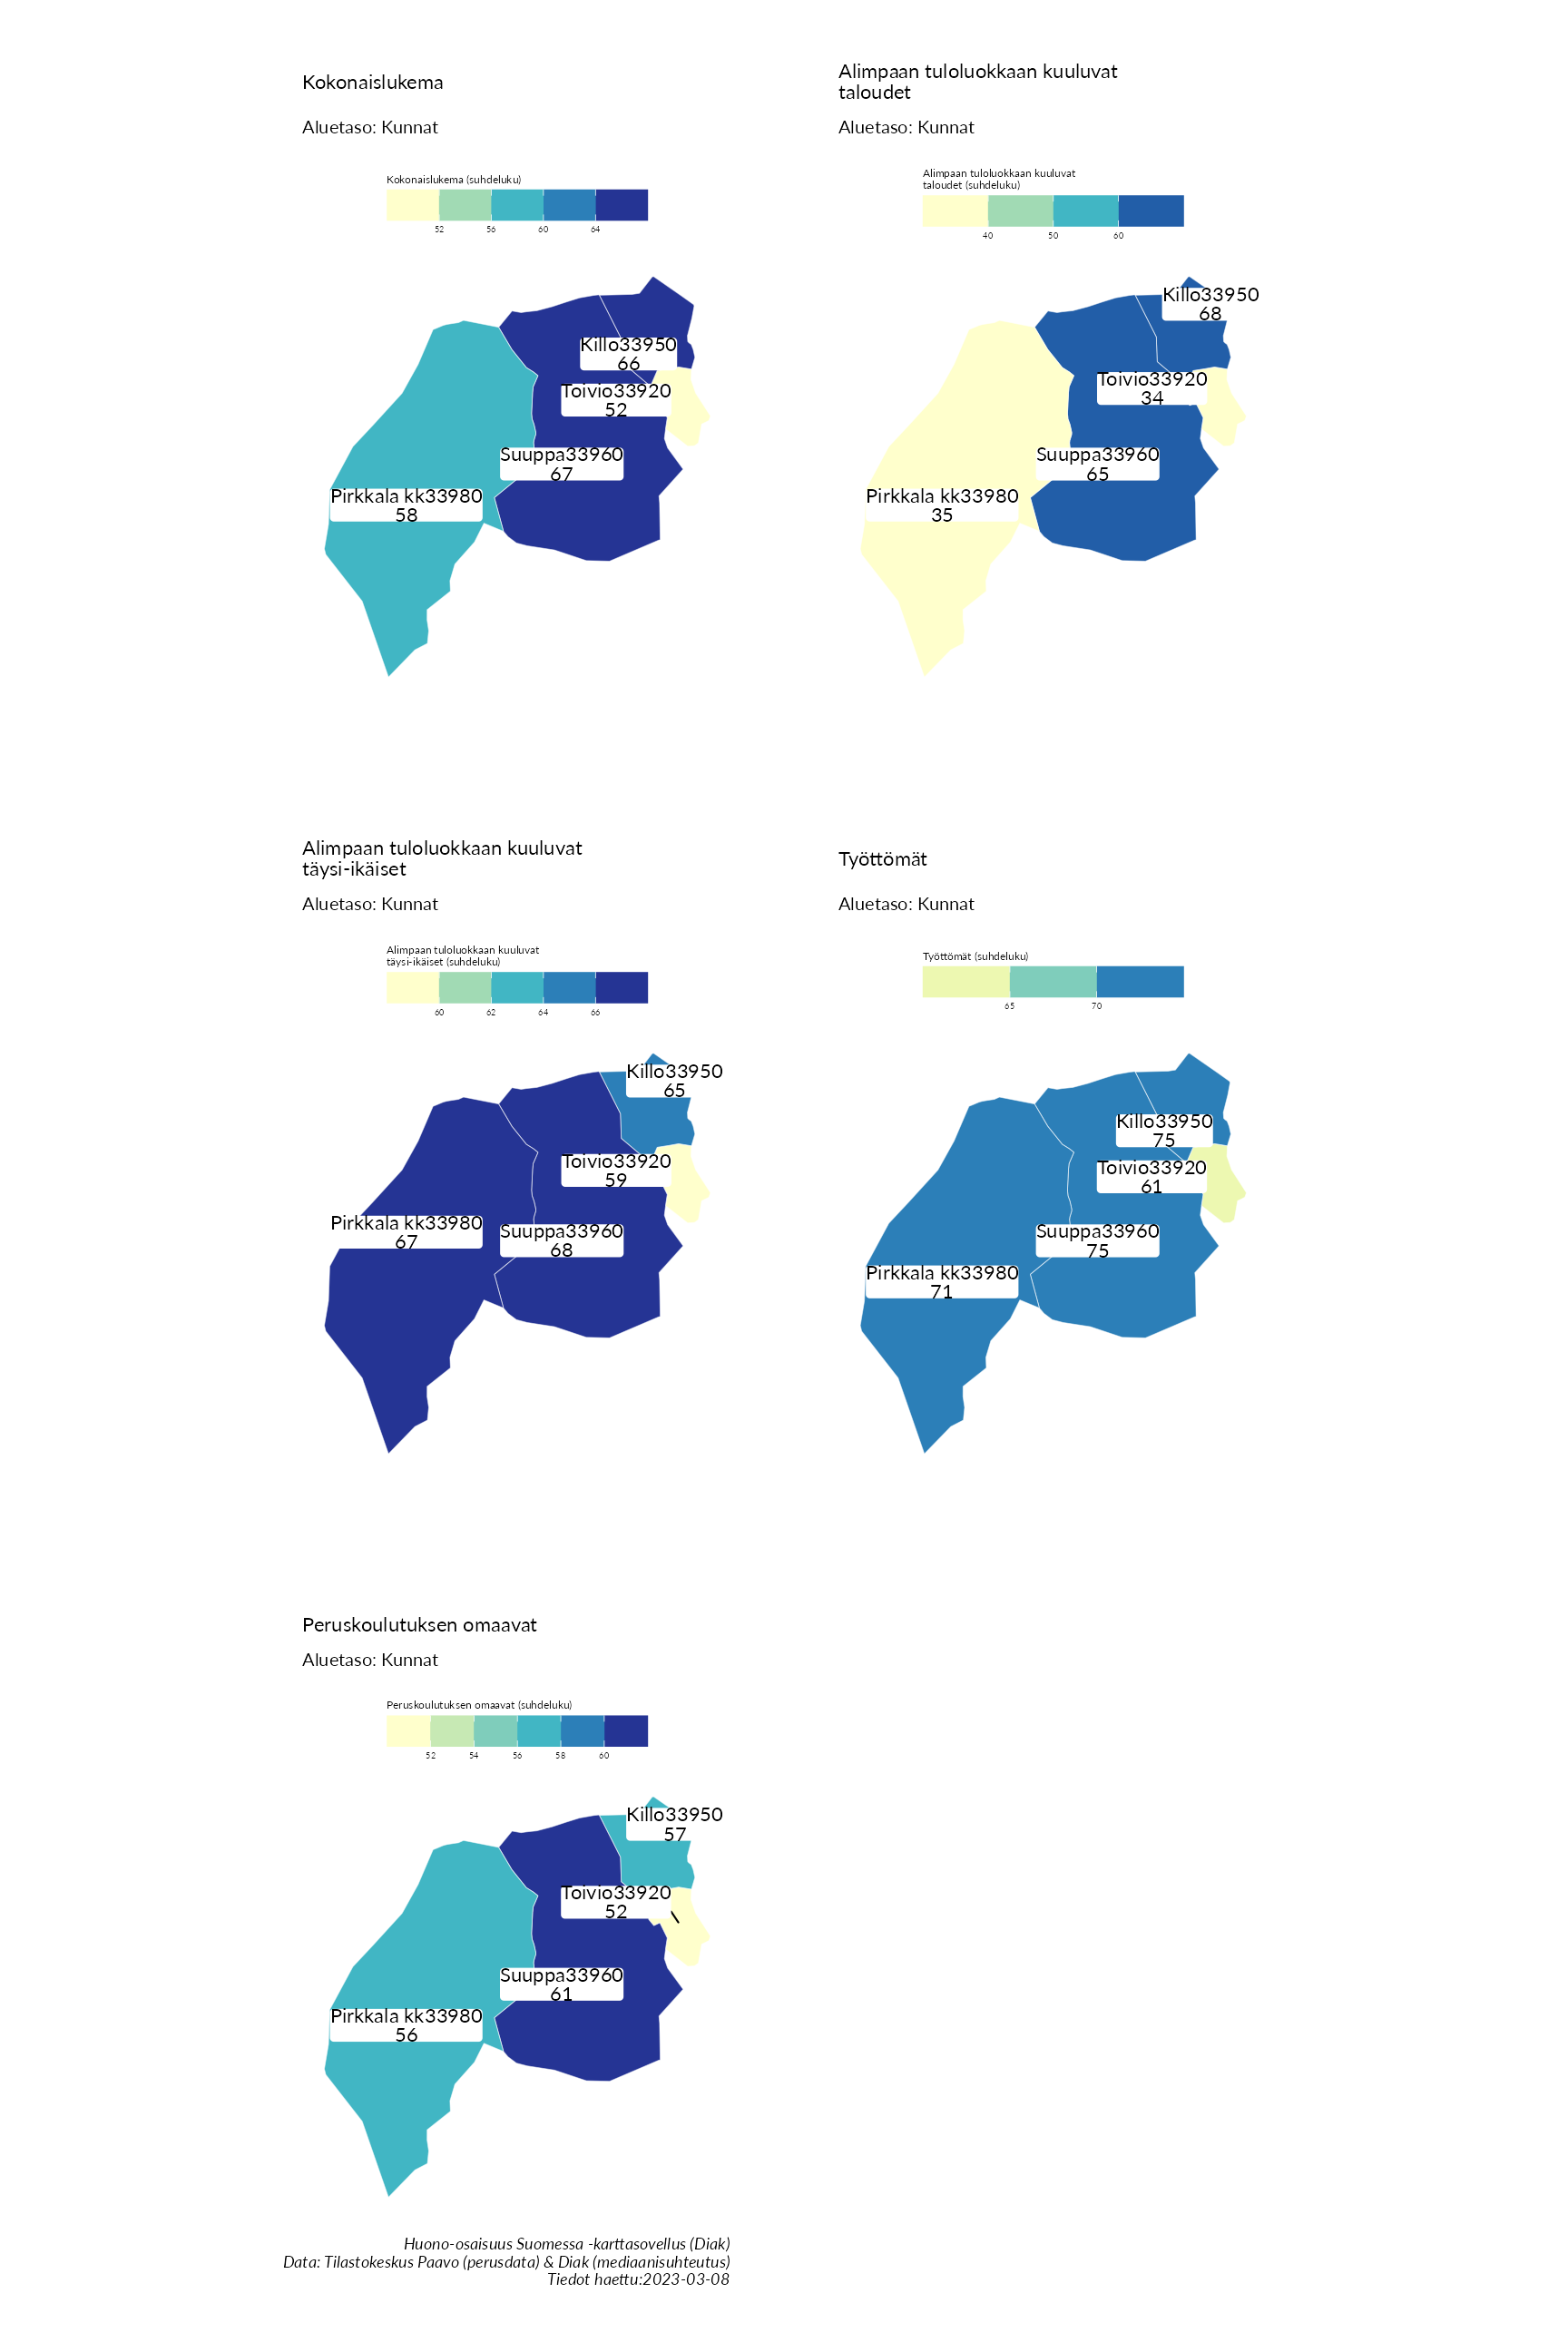 Kokonaislukema
Aluetaso: Kunnat
Kokonaislukema (suhdeluku)
52 56 60 64
Killo33950
66
Toivio33920
52
Suuppa33960
67
Pirkkala kk33980
58
Alimpaan tuloluokkaan kuuluvat
taloudet
Aluetaso: Kunnat
Alimpaan tuloluokkaan kuuluvat
taloudet (suhdeluku)
40 50 60
Killo33950
68
Toivio33920
34
Suuppa33960
65
Pirkkala kk33980
35
Alimpaan tuloluokkaan kuuluvat
täysi-ikäiset
Aluetaso: Kunnat
Alimpaan tuloluokkaan kuuluvat
täysi-ikäiset (suhdeluku)
60 62 64 66
Killo33950
65
Toivio33920
59
Pirkkala kk33980
67
Suuppa33960
68
Työttömät
Aluetaso: Kunnat
Työttömät (suhdeluku)
65 70
Killo33950
75
Toivio33920
61
Suuppa33960
75
Pirkkala kk33980
71
Peruskoulutuksen omaavat
Aluetaso: Kunnat
Peruskoulutuksen omaavat (suhdeluku)
52 54 56 58 60
Killo33950
57
Toivio33920
52
Suuppa33960
61
Pirkkala kk33980
56
Huono-osaisuus Suomessa -karttasovellus (Diak)
Data: Tilastokeskus Paavo (perusdata) & Diak (mediaanisuhteutus)
Tiedot haettu:2023-03-08